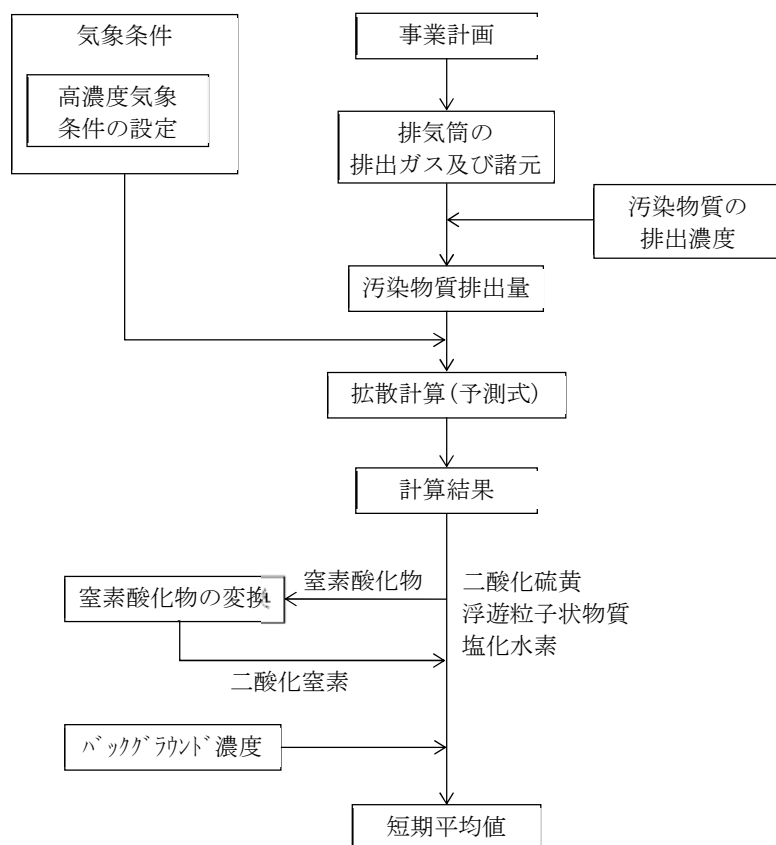 気象条件
高濃度気象
条件の設定
事業計画
排気筒の
排出ガス及び諸元
汚染物質の
排出濃度
汚染物質排出量
拡散計算(予測式)
計算結果
窒素酸化物の変換
窒素酸化物
二酸化硫黄
浮遊粒子状物質
塩化水素
二酸化窒素
ﾊﾞｯｸｸﾞﾗｳﾝﾄﾞ濃度
短期平均値